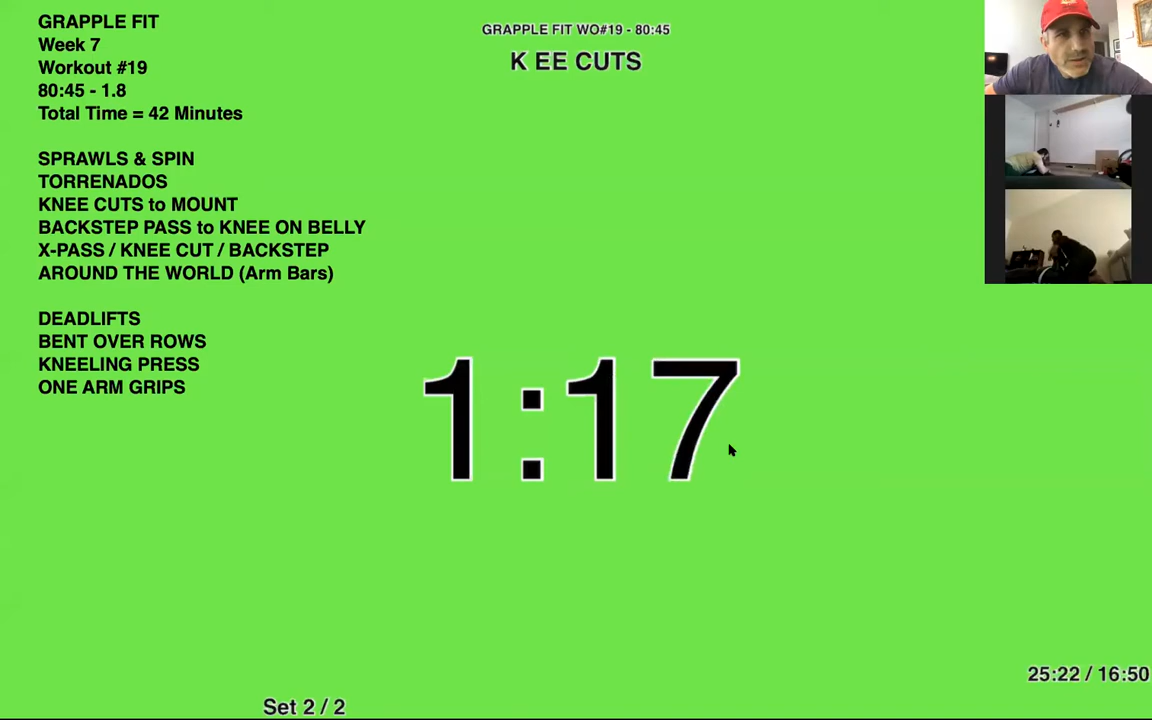 GRAPPLE FIT
Week 7
Workout #19
80:45 - 1.8
Total Time = 42 Minutes
SPRAWLS & SPIN
TORRENADOS
KNEE CUTS to MOUNT
BACKSTEP PASS to KNEE ON BELLY
X-PASS / KNEE CUT / BACKSTEP
AROUND THE WORLD (Arm Bars)
DEADLIFTS
BENT OVER ROWS
KNEELING PRESS
ONE ARM GRIPS
GRAPPLE FIT WO#19 - 80:45
K EE CUTS
1:17
25:22 / 16:50
Set 2 / 2